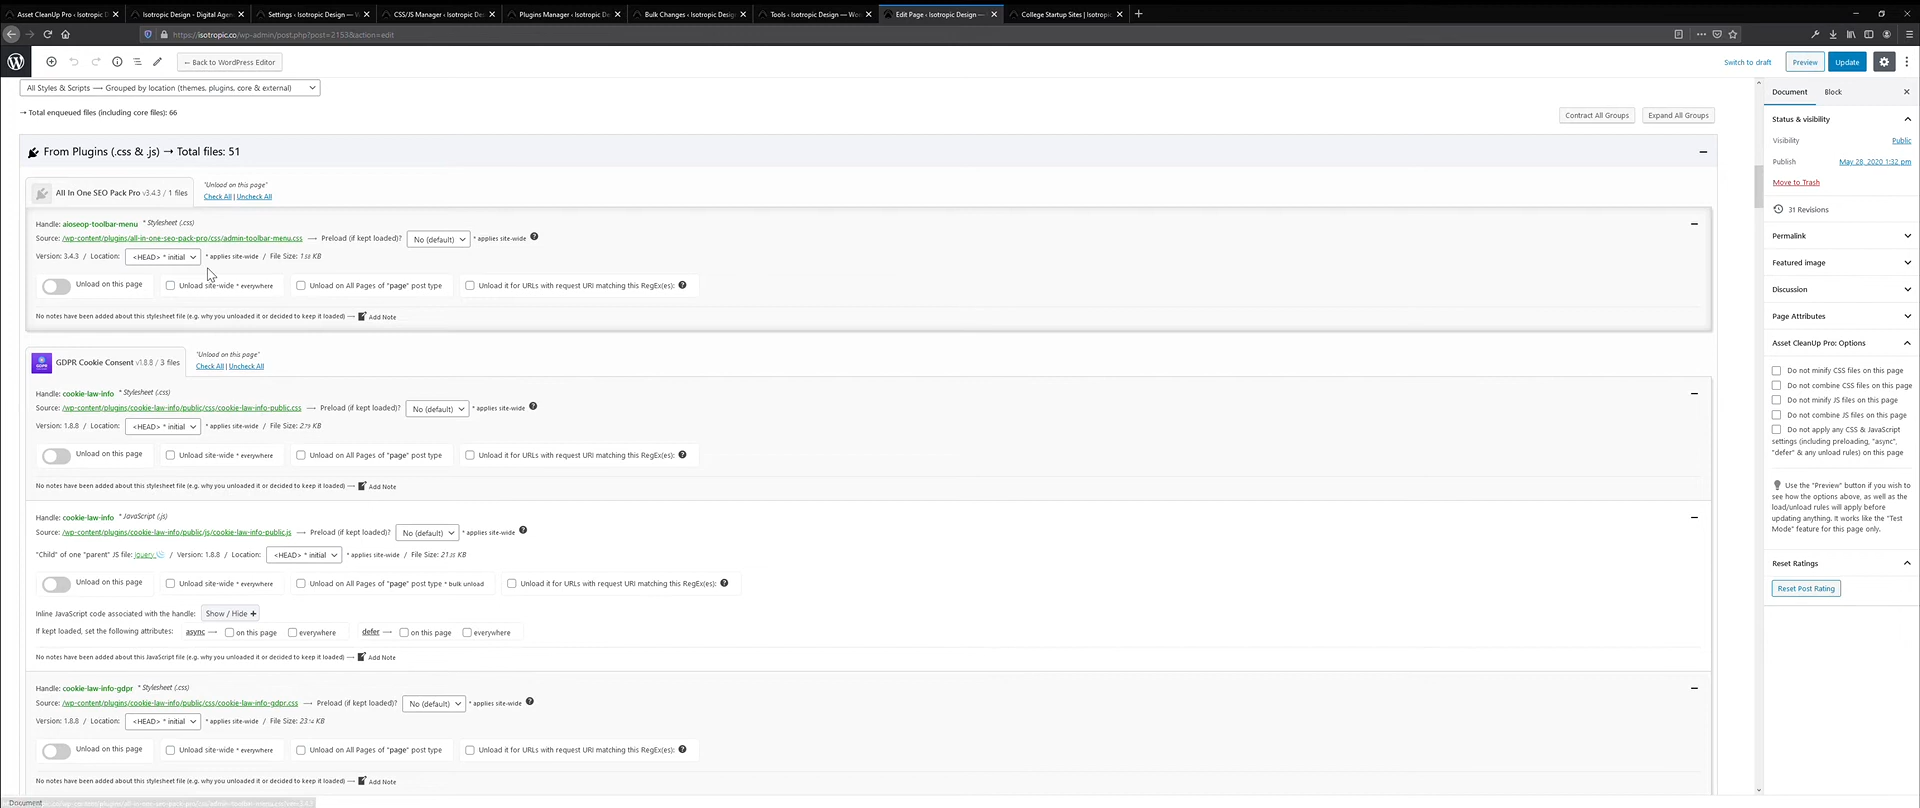 Asset CleanUp Pro ‹ Isotropic D
Isotropic Design - Digital Agen
Settings ‹ Isotropic Design — W
CSS/JS Manager ‹ Isotropic De
Plugins Manager ‹ Isotropic De
Bulk Changes ‹ Isotropic Design
Tools ‹ Isotropic Design — Wo
Edit Page ‹ Isotropic Design —
College Startup Sites | Isotropi
https://isotropic.co/wp-admin/post.php?post=2153&action=edit
← Back to WordPress Editor
Switch to draft
Preview
Update
All Styles & Scripts → Grouped by location (themes, plugins, core & external)
→ Total enqueued files (including core files): 66
Contract All Groups
Expand All Groups
From Plugins (.css & .js) → Total files: 51
All In One SEO Pack Pro v3.4.3 / 1 files
"Unload on this page"
Check All | Uncheck All
Handle: aioseop-toolbar-menu * Stylesheet (.css)
Source: /wp-content/plugins/all-in-one-seo-pack-pro/css/admin-toolbar-menu.css → Preload (if kept loaded)? No (default) * applies site-wide
Version: 3.4.3 / Location: <HEAD> * initial * applies site-wide / File Size: 1.58 KB
Unload on this page
Unload site-wide * everywhere
Unload on All Pages of "page" post type
Unload it for URLs with request URI matching this RegEx(es):
No notes have been added about this stylesheet file (e.g. why you unloaded it or decided to keep it loaded) → Add Note
GDPR Cookie Consent v1.8.8 / 3 files
"Unload on this page"
Check All | Uncheck All
Handle: cookie-law-info * Stylesheet (.css)
Source: /wp-content/plugins/cookie-law-info/public/css/cookie-law-info-public.css → Preload (if kept loaded)? No (default) * applies site-wide
Version: 1.8.8 / Location: <HEAD> * initial * applies site-wide / File Size: 2.79 KB
Unload on this page
Unload site-wide * everywhere
Unload on All Pages of "page" post type
Unload it for URLs with request URI matching this RegEx(es):
No notes have been added about this stylesheet file (e.g. why you unloaded it or decided to keep it loaded) → Add Note
Handle: cookie-law-info * JavaScript (.js)
Source: /wp-content/plugins/cookie-law-info/public/js/cookie-law-info-public.js → Preload (if kept loaded)? No (default) * applies site-wide
"Child" of one "parent" JS file: jquery / Version: 1.8.8 / Location: <HEAD> * initial * applies site-wide / File Size: KB
Unload on this page
Unload site-wide * everywhere
Unload on All Pages of "page" post type * bulk unload
Unload it for URLs with request URI matching this RegEx(es):
Inline JavaScript code associated with the handle: Show / Hide +
If kept loaded, set the following attributes: async → on this page everywhere defer → on this page everywhere
No notes have been added about this JavaScript file (e.g. why you unloaded it or decided to keep it loaded) → Add Note
Handle: cookie-law-info-gdpr * Stylesheet (.css)
Source: /wp-content/plugins/cookie-law-info/public/css/cookie-law-info-gdpr.css → Preload (if kept loaded)? No (default) * applies site-wide
Version: 1.8.8 / Location: <HEAD> * initial * applies site-wide / File Size: KB
Unload on this page
Unload site-wide * everywhere
Unload on All Pages of "page" post type
Unload it for URLs with request URI matching this RegEx(es):
No notes have been added about this stylesheet file (e.g. why you unloaded it or decided to keep it loaded) → Add Note
Document
Document
Block
Status & visibility
Visibility
Public
Publish
May 28, 2020 1:32 pm
Move to Trash
31 Revisions
Permalink
Featured image
Discussion
Page Attributes
Asset CleanUp Pro: Options
Do not minify CSS files on this page
Do not combine CSS files on this page
Do not minify JS files on this page
Do not combine JS files on this page
Do not apply any CSS & JavaScript
settings (including preloading, "async",
"defer" & any unload rules) on this page
Use the "Preview" button if you wish to
see how the options above, as well as the
load/unload rules will apply before
updating anything. It works like the "Test
Mode" feature for this page only.
Reset Ratings
Reset Post Rating